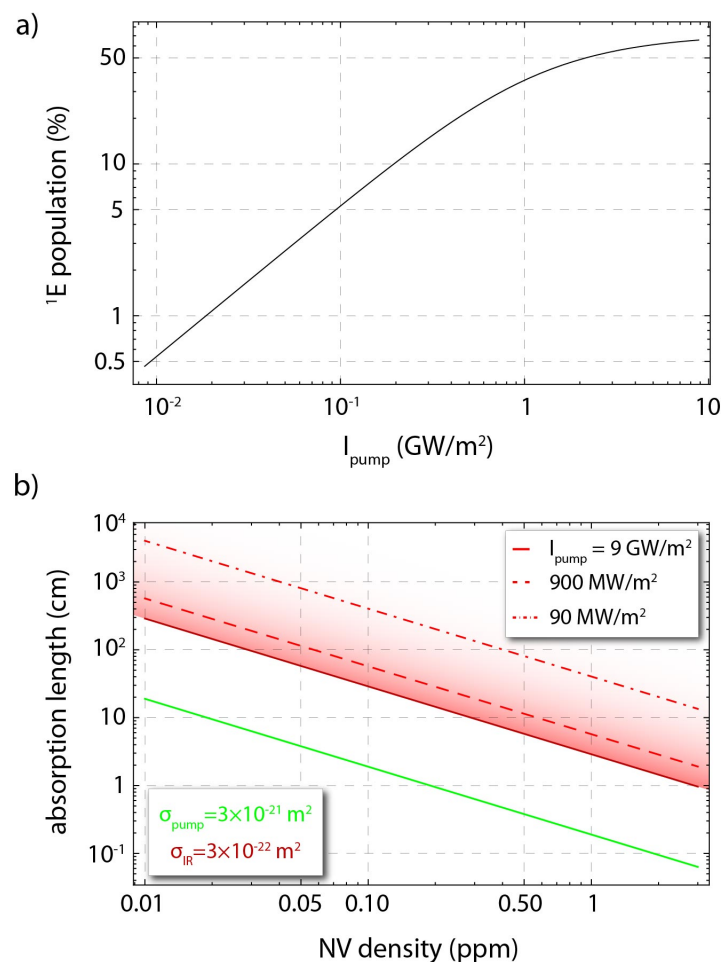 a)
¹E population (%)
50
10
5
1
0.5
10⁻² 10⁻¹ 1 10
I_pump (GW/m²)
b)
absorption length (cm)
10⁴
10³
10²
10
1
10⁻¹
I_pump = 9 GW/m²
900 MW/m²
90 MW/m²
σ_pump=3×10⁻²¹ m²
σ_IR=3×10⁻²² m²
0.01 0.05 0.10 0.50 1
NV density (ppm)